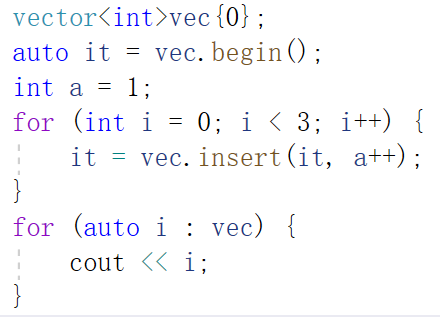 vector<int>vec{0};
auto it = vec.begin();
int a = 1;
for (int i = 0; i < 3; i++) {
    it = vec.insert(it, a++);
}
for (auto i : vec) {
    cout << i;
}